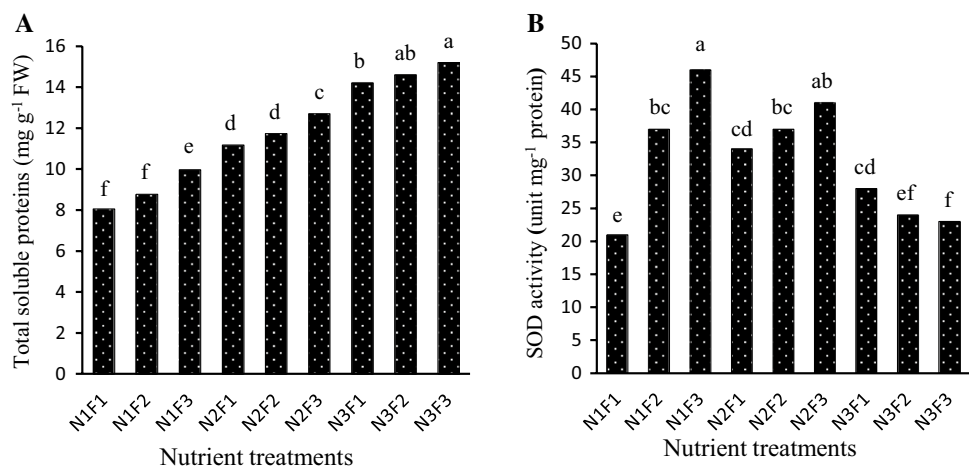 A
Total soluble proteins (mg g-1 FW)
16
14
12
10
8
6
4
2
0
f
f
e
d
d
c
b
ab
a
N1F1
N1F2
N1F3
N2F1
N2F2
N2F3
N3F1
N3F2
N3F3
Nutrient treatments
B
SOD activity (unit mg-1 protein)
50
45
40
35
30
25
20
15
10
5
0
e
bc
a
cd
bc
ab
cd
ef
f
N1F1
N1F2
N1F3
N2F1
N2F2
N2F3
N3F1
N3F2
N3F3
Nutrient treatments